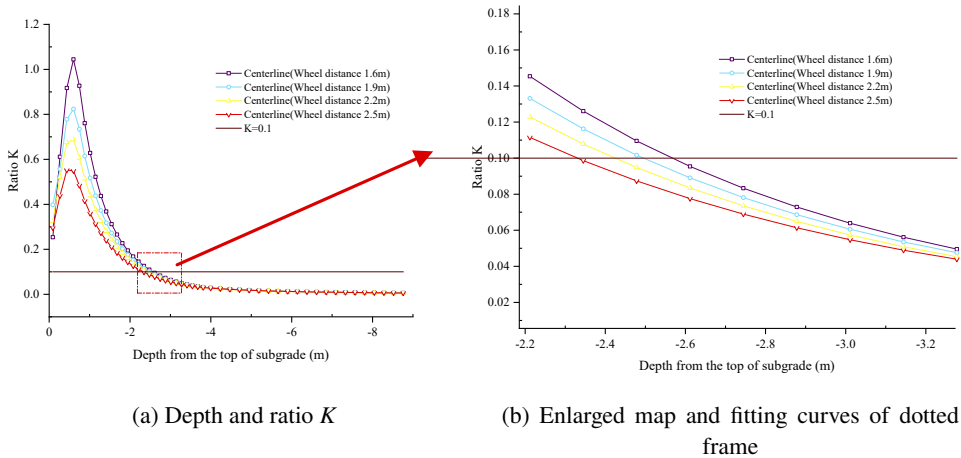 1.2
1.0
0.8
0.6
0.4
0.2
0.0
Ratio K
Centerline(Wheel distance 1.6m)
Centerline(Wheel distance 1.9m)
Centerline(Wheel distance 2.2m)
Centerline(Wheel distance 2.5m)
K=0.1
0 -2 -4 -6 -8
Depth from the top of subgrade (m)
(a) Depth and ratio K
0.18
0.16
0.14
0.12
0.10
0.08
0.06
0.04
0.02
Ratio K
Centerline(Wheel distance 1.6m)
Centerline(Wheel distance 1.9m)
Centerline(Wheel distance 2.2m)
Centerline(Wheel distance 2.5m)
K=0.1
-2.2 -2.4 -2.6 -2.8 -3.0 -3.2
Depth from the top of subgrade (m)
(b) Enlarged map and fitting curves of dotted
frame